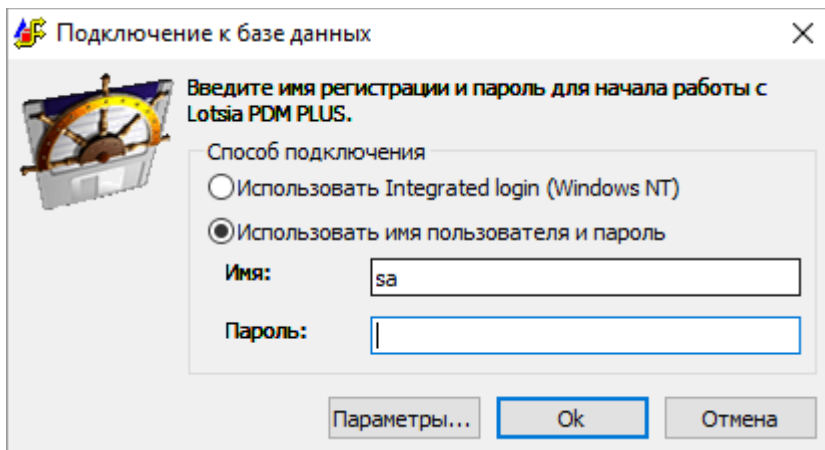 Подключение к базе данных
Введите имя регистрации и пароль для начала работы с
Lotsia PDM PLUS.
Способ подключения
Использовать Integrated login (Windows NT)
Использовать имя пользователя и пароль
Имя: sa
Пароль:
Параметры... Ok Отмена